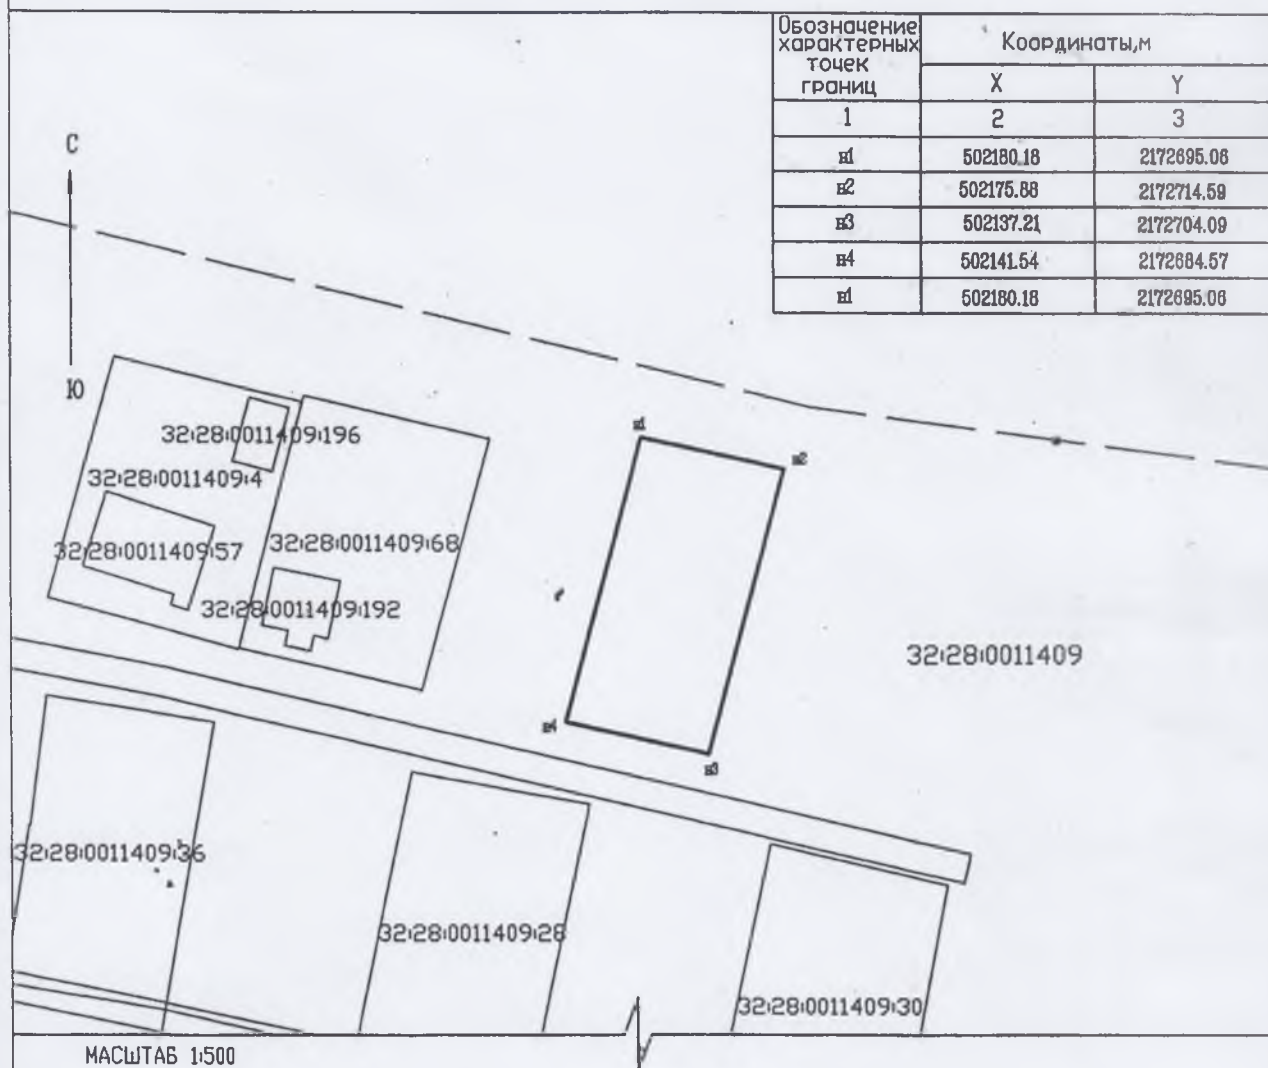 Обозначение
характерных
точек
границ
Координаты,м
X Y
1 2 3
н1 502180.18 2172695.06
н2 502175.88 2172714.59
н3 502137.21 2172704.09
н4 502141.54 2172684.57
н1 502180.18 2172695.06
С
Ю
н1
н2
32:28:0011409:196
32:28:0011409:4
32:28:0011409:57
32:28:0011409:68
32:28:0011409:192
32:28:0011409
н4
н3
32:28:0011409:36
32:28:0011409:28
32:28:0011409:30
МАСШТАБ 1:500